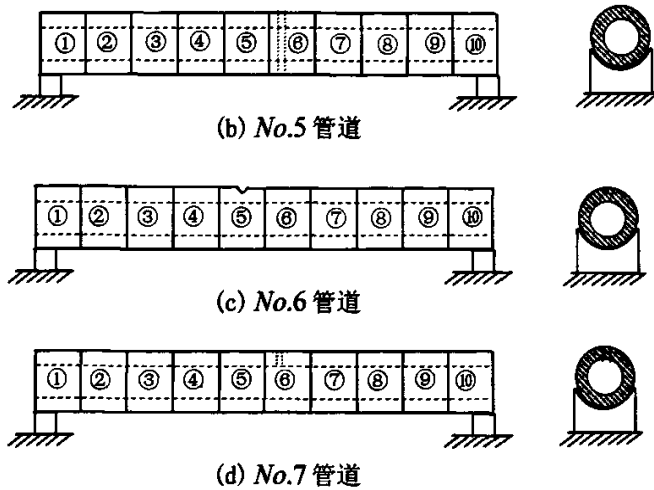 ① ② ③ ④ ⑤ ⑥ ⑦ ⑧ ⑨ ⑩
(b) No.5 管道
① ② ③ ④ ⑤ ⑥ ⑦ ⑧ ⑨ ⑩
(c) No.6 管道
① ② ③ ④ ⑤ ⑥ ⑦ ⑧ ⑨ ⑩
(d) No.7 管道